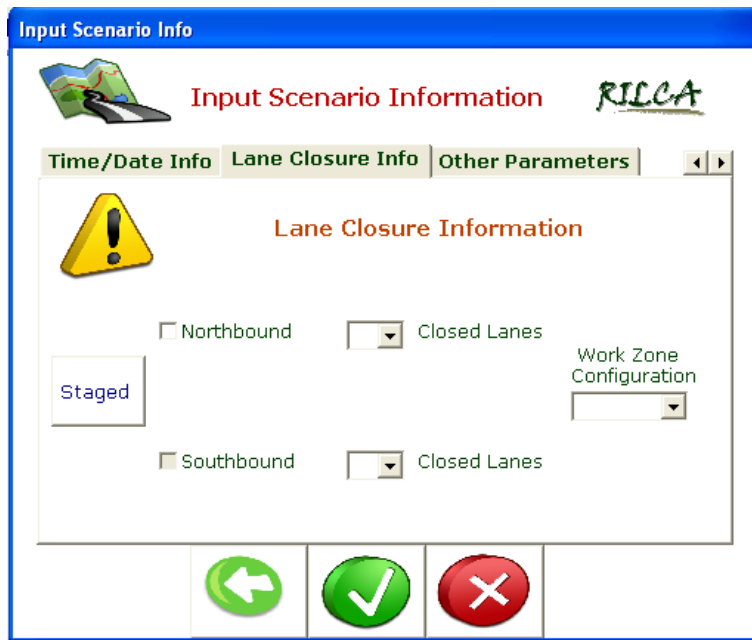 Input Scenario Info
Input Scenario Information
RILCA
Time/Date Info
Lane Closure Info
Other Parameters
Lane Closure Information
Northbound
Closed Lanes
Work Zone
Configuration
Staged
Southbound
Closed Lanes